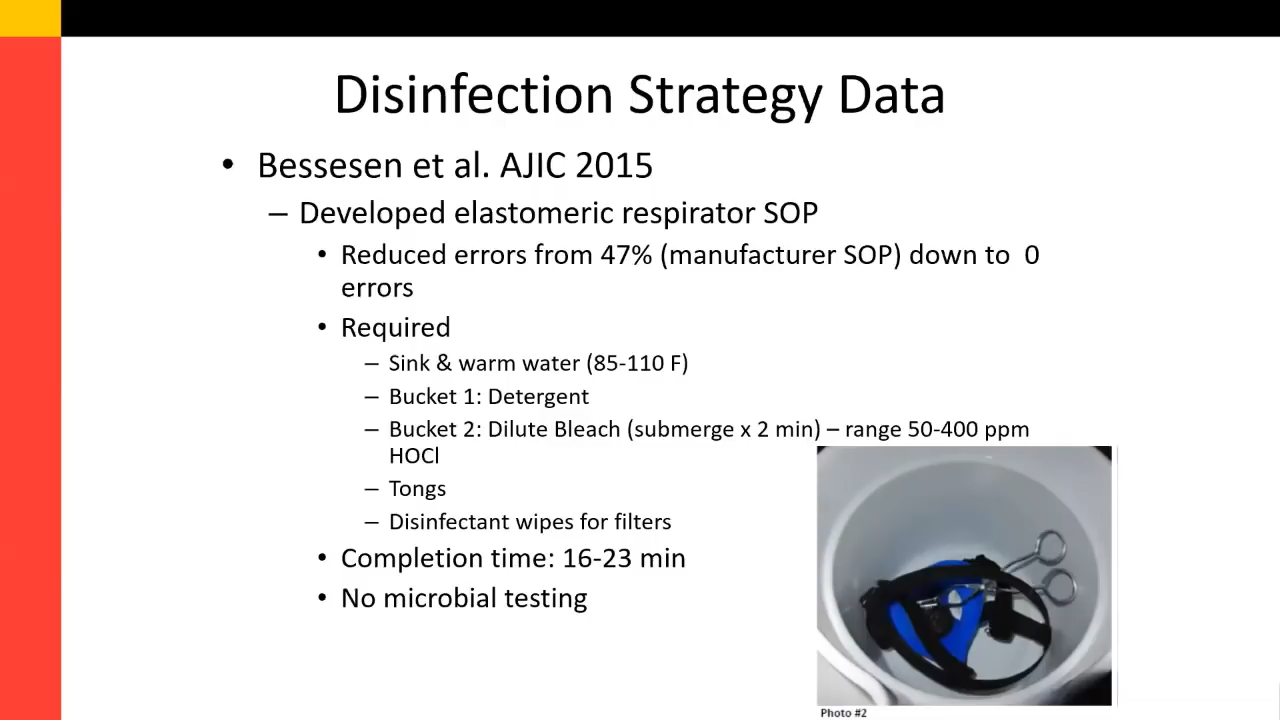 Disinfection Strategy Data
• Bessesen et al. AJIC 2015
– Developed elastomeric respirator SOP
• Reduced errors from 47% (manufacturer SOP) down to 0
errors
• Required
– Sink & warm water (85-110 F)
– Bucket 1: Detergent
– Bucket 2: Dilute Bleach (submerge x 2 min) – range 50-400 ppm
HOCl
– Tongs
– Disinfectant wipes for filters
• Completion time: 16-23 min
• No microbial testing
Photo #2